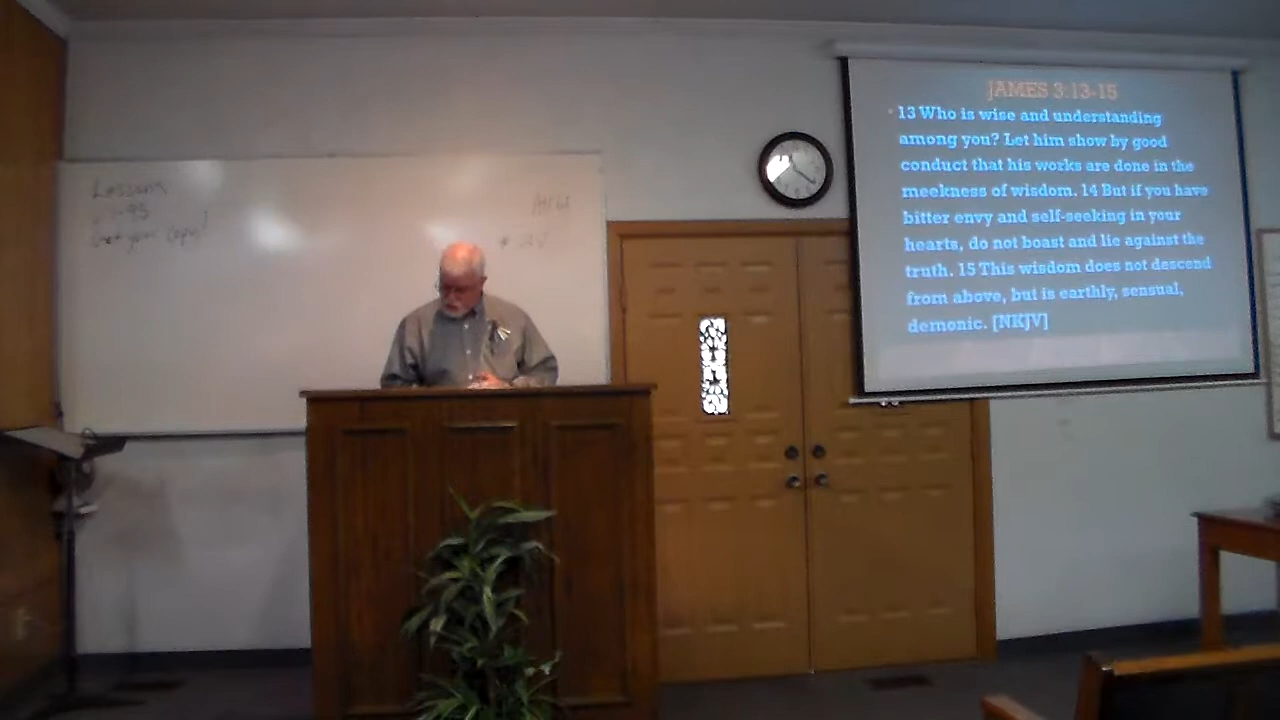 Lessons
JAMES 3:13-15
13 Who is wise and understanding
among you? Let him show by good
conduct that his works are done in the
meekness of wisdom. 14 But if you have
bitter envy and self-seeking in your
hearts, do not boast and lie against the
truth. 15 This wisdom does not descend
from above, but is earthly, sensual,
demonic. [NKJV]